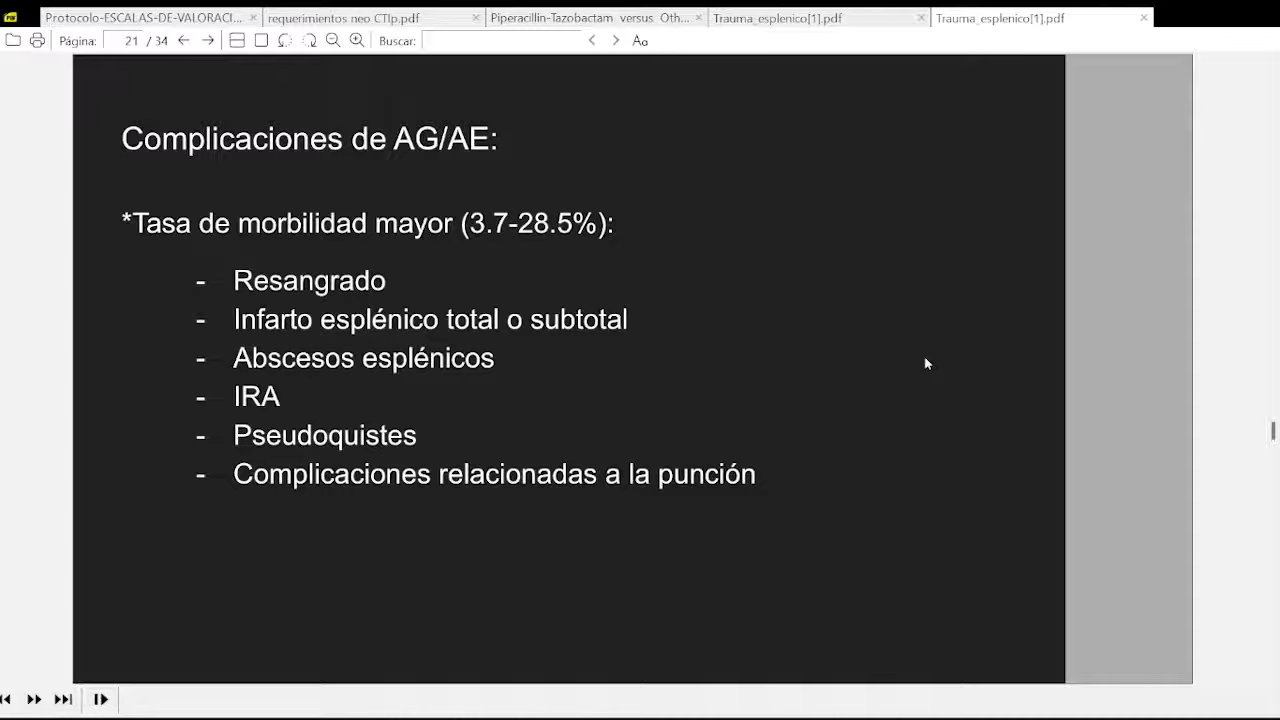 Protocolo-ESCALAS-DE-VALORACI... requerimientos neo CTIp.pdf Piperacillin-Tazobactam versus Oth... Trauma_esplenico[1].pdf Trauma_esplenico[1].pdf
Página: 21 / 34 Buscar: Aa
Complicaciones de AG/AE:
*Tasa de morbilidad mayor (3.7-28.5%):
- Resangrado
- Infarto esplénico total o subtotal
- Abscesos esplénicos
- IRA
- Pseudoquistes
- Complicaciones relacionadas a la punción